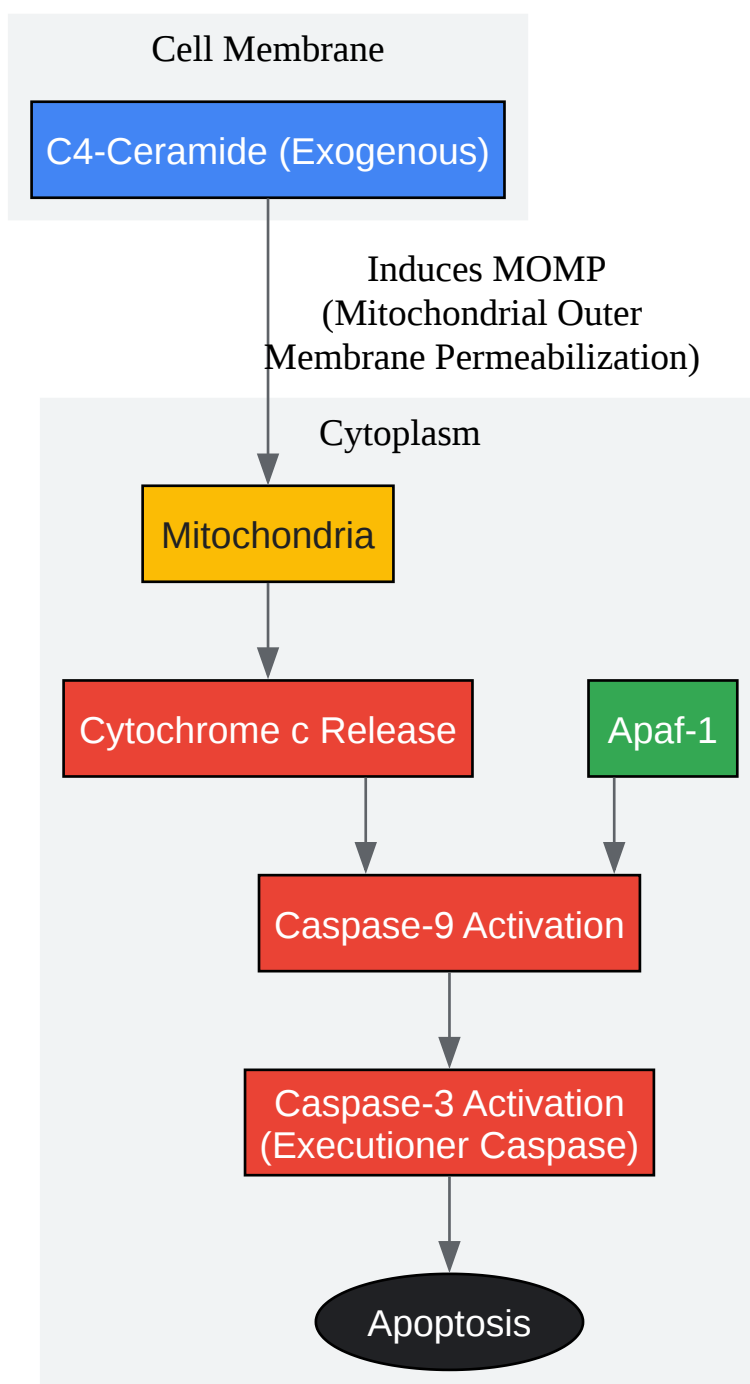 Cell Membrane
C4-Ceramide (Exogenous)
Induces MOMP
(Mitochondrial Outer
Membrane Permeabilization)
Cytoplasm
Mitochondria
Cytochrome c Release
Apaf-1
Caspase-9 Activation
Caspase-3 Activation
(Executioner Caspase)
Apoptosis